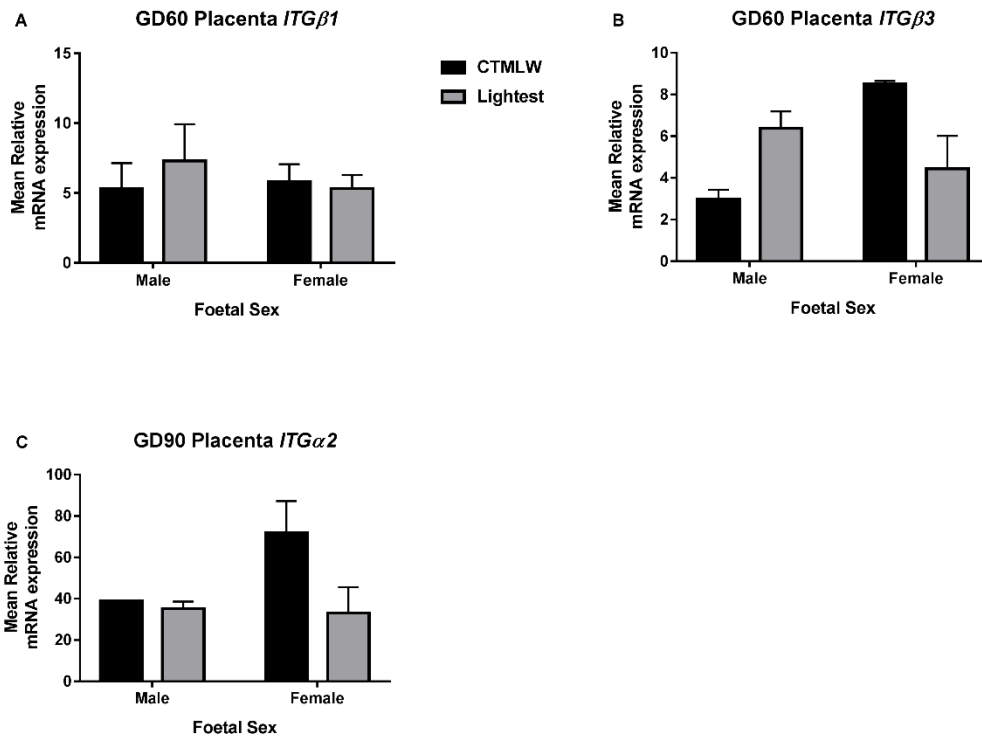 A
GD60 Placenta ITGβ1
Mean Relative
mRNA expression
15
10
5
0
Male
Female
Foetal Sex
CTMLW
Lightest
B
GD60 Placenta ITGβ3
Mean Relative
mRNA expression
10
8
6
4
2
0
Male
Female
Foetal Sex
C
GD90 Placenta ITGα2
Mean Relative
mRNA expression
100
80
60
40
20
0
Male
Female
Foetal Sex